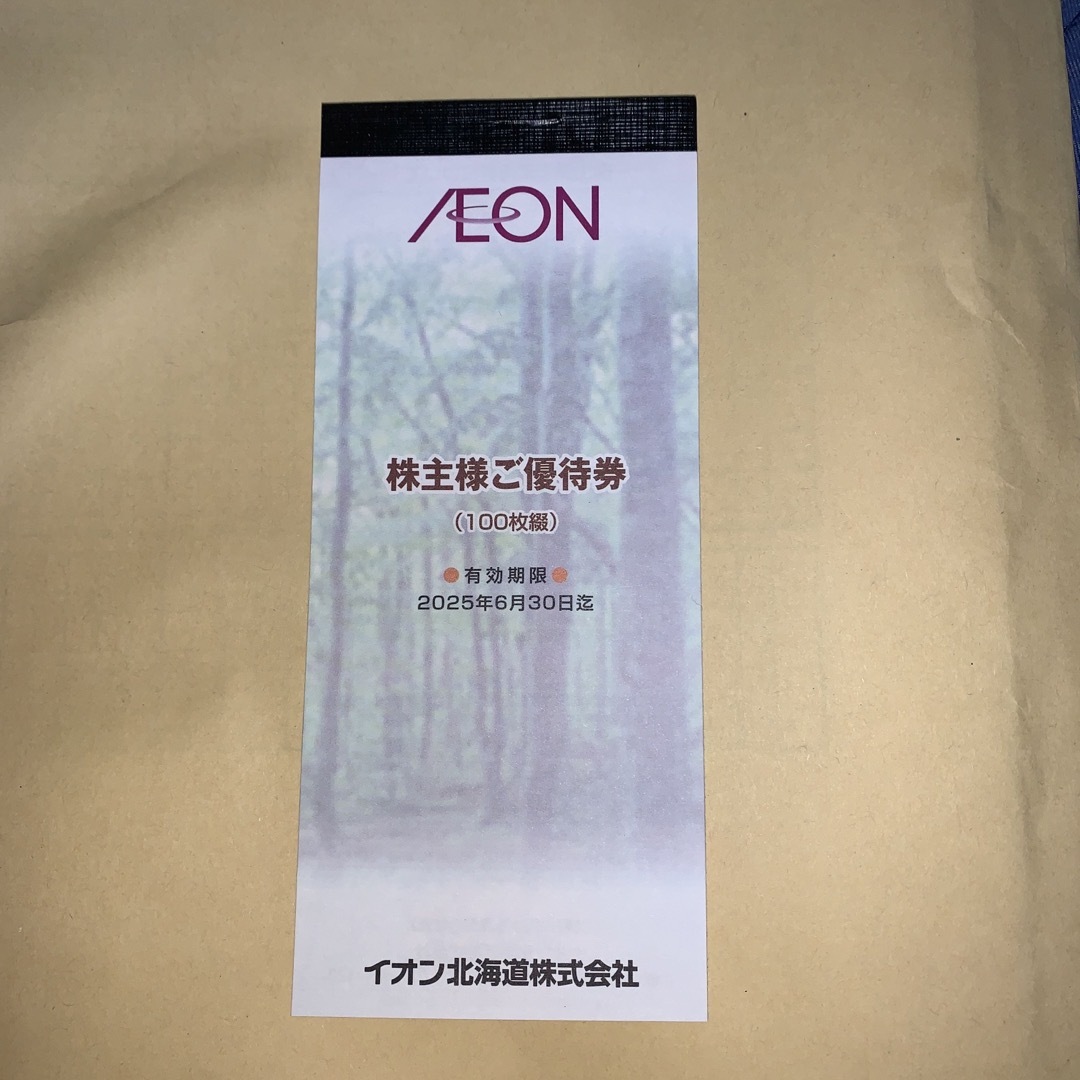 ÆON
株主様ご優待券
（100枚綴）
●有効期限●
2025年6月30日迄
イオン北海道株式会社